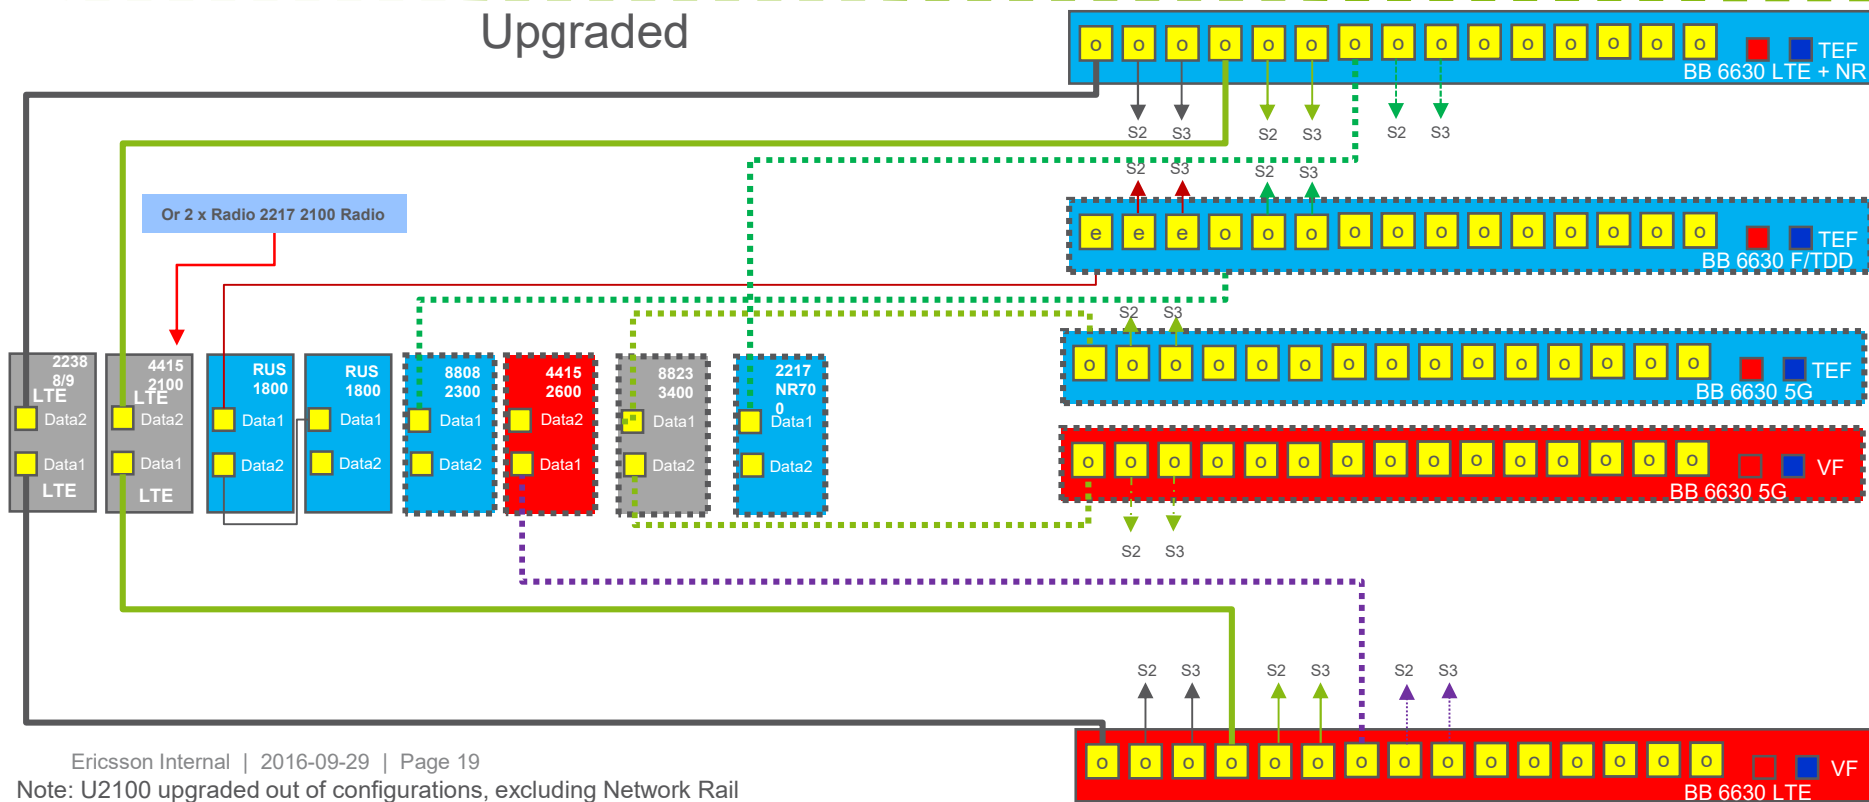 Upgraded
o o o o o o o o o o o o o o o TEF
BB 6630 LTE + NR
S2 S3 S2 S3 S2 S3
S2 S3 S2 S3
Or 2 x Radio 2217 2100 Radio
e e e o o o o o o o o o o o o TEF
BB 6630 F/TDD
S2 S3
o o o o o o o o o o o o o o o TEF
BB 6630 5G
2238
8/9
LTE
Data2
Data1
LTE
4415
2100
LTE
Data2
Data1
LTE
RUS
1800
Data1
Data2
RUS
1800
Data1
Data2
8808
2300
Data1
Data2
4415
2600
Data2
Data1
8823
3400
Data1
Data2
2217
NR70
0
Data1
Data2
o o o o o o o o o o o o o o o VF
BB 6630 5G
S2 S3
S2 S3 S2 S3 S2 S3
o o o o o o o o o o o o o o o VF
BB 6630 LTE
Ericsson Internal | 2016-09-29 | Page 19
Note: U2100 upgraded out of configurations, excluding Network Rail